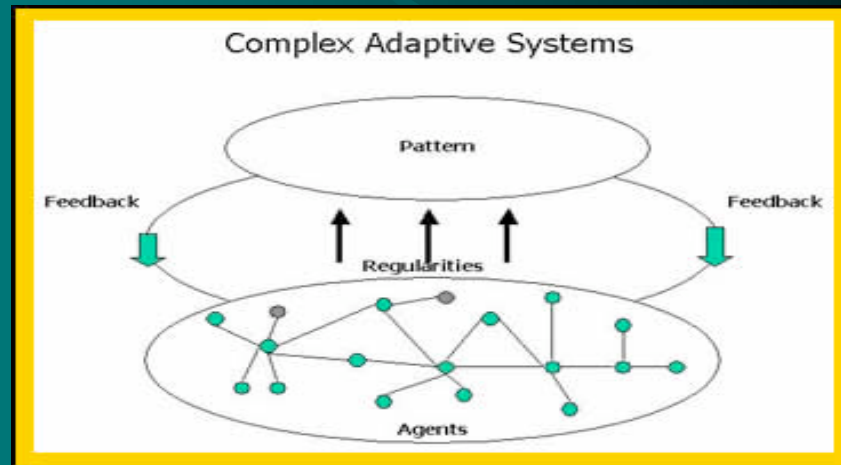 Complex Adaptive Systems
Pattern
Feedback
Feedback
Regularities
Agents